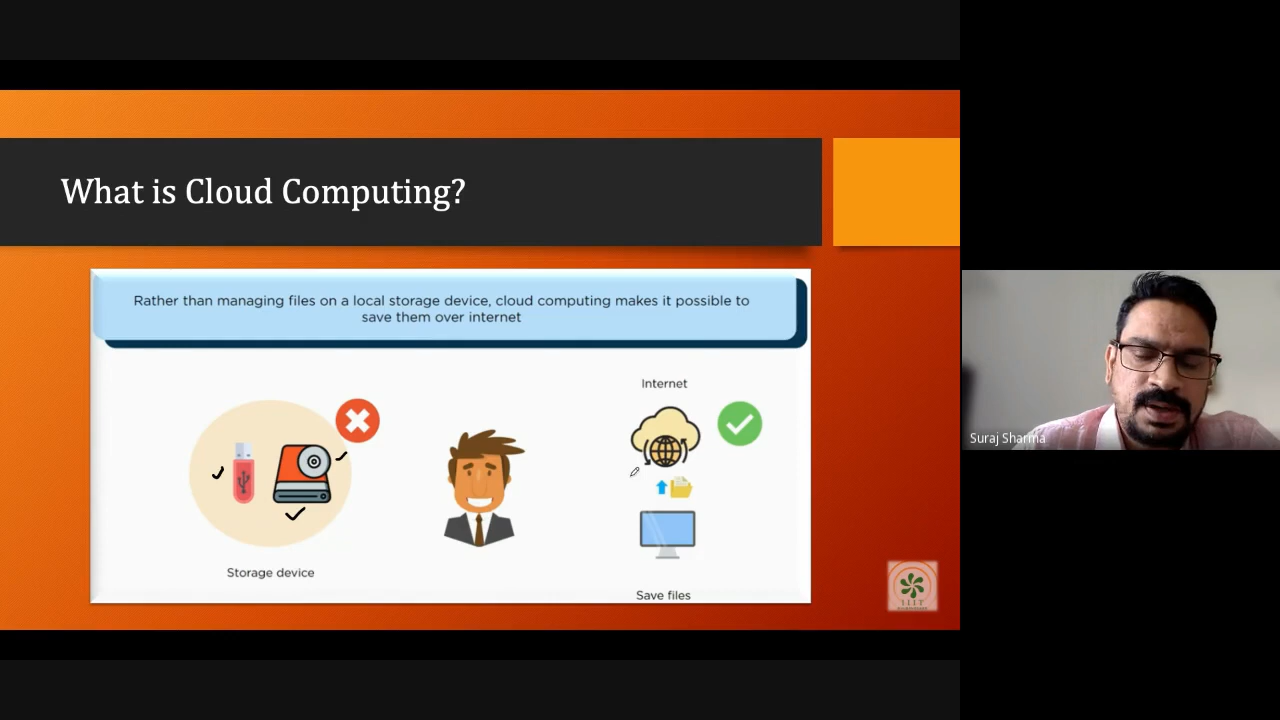 What is Cloud Computing?
Rather than managing files on a local storage device, cloud computing makes it possible to
save them over internet
Internet
Storage device
Save files
Suraj Sharma
IIIT